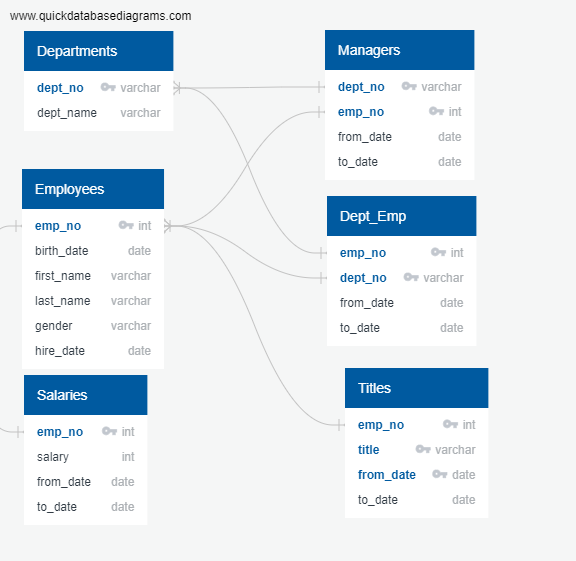 www.quickdatabasediagrams.com
Departments
dept_no varchar
dept_name varchar
Managers
dept_no varchar
emp_no int
from_date date
to_date date
Employees
emp_no int
birth_date date
first_name varchar
last_name varchar
gender varchar
hire_date date
Dept_Emp
emp_no int
dept_no varchar
from_date date
to_date date
Salaries
emp_no int
salary int
from_date date
to_date date
Titles
emp_no int
title varchar
from_date date
to_date date